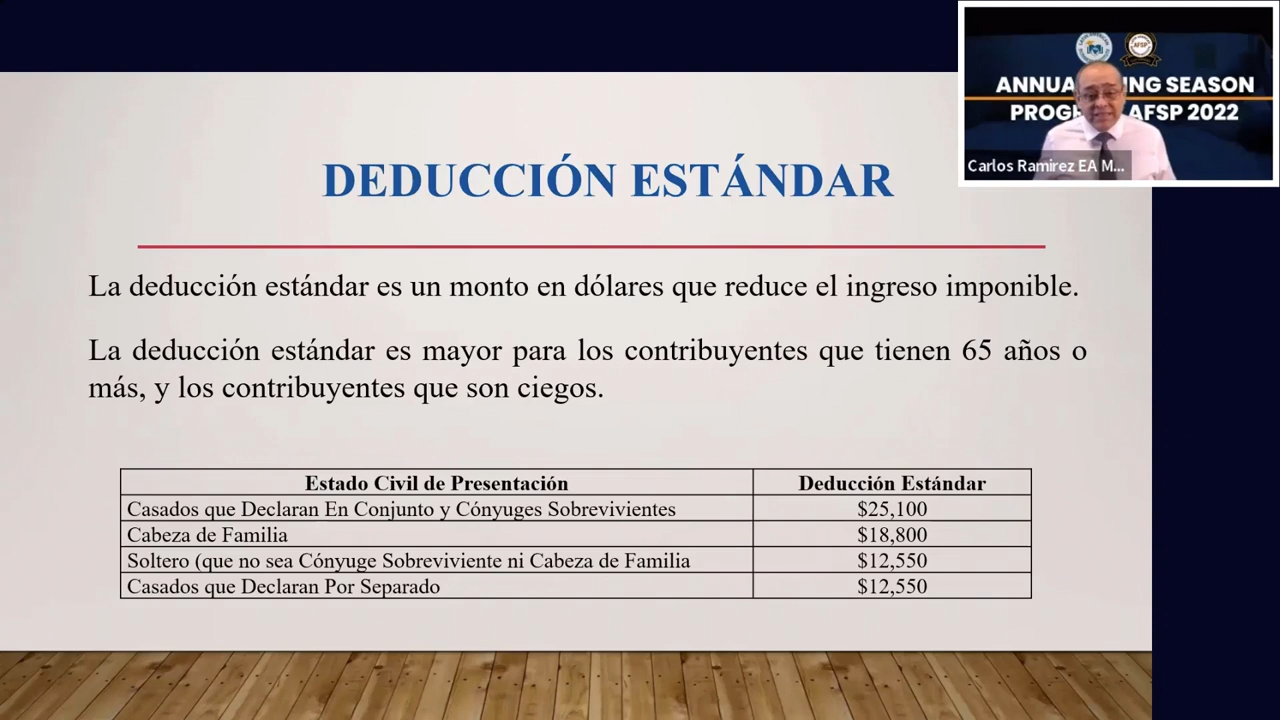 DEDUCCIÓN ESTÁNDAR
La deducción estándar es un monto en dólares que reduce el ingreso imponible.
La deducción estándar es mayor para los contribuyentes que tienen 65 años o
más, y los contribuyentes que son ciegos.
Estado Civil de Presentación Deducción Estándar
Casados que Declaran En Conjunto y Cónyuges Sobrevivientes $25,100
Cabeza de Familia $18,800
Soltero (que no sea Cónyuge Sobreviviente ni Cabeza de Familia $12,550
Casados que Declaran Por Separado $12,550
AFSP
ANNUA ING SEASON
PROG AFSP 2022
Carlos Ramirez EA M...